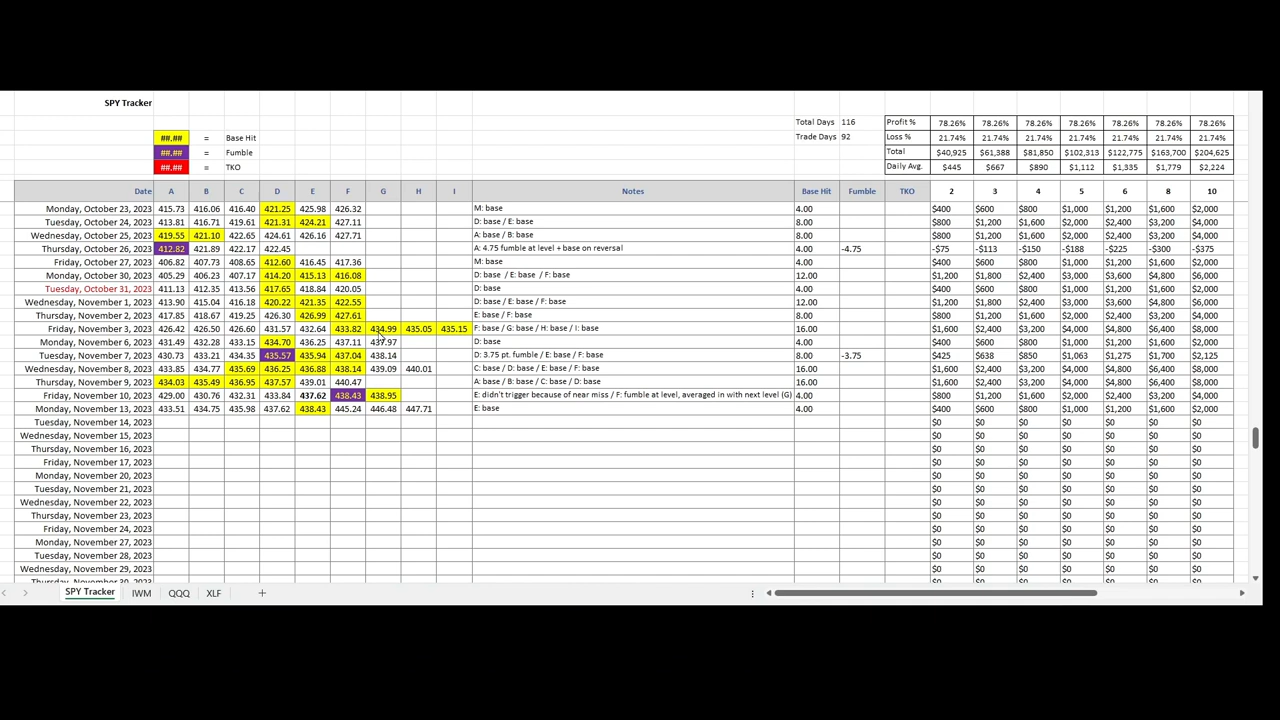 SPY Tracker
Total Days 116 Profit % 78.26% 78.26% 78.26% 78.26% 78.26% 78.26% 78.26%
##.## = Base Hit Trade Days 92 Loss % 21.74% 21.74% 21.74% 21.74% 21.74% 21.74% 21.74%
##.## = Fumble Total $40,925 $61,388 $81,850 $102,313 $122,775 $163,700 $204,625
##.## = TKO Daily Avg. $445 $667 $890 $1,112 $1,335 $1,779 $2,224
Date A B C D E F G H I Notes Base Hit Fumble TKO 2 3 4 5 6 8 10
Monday, October 23, 2023 415.73 416.06 416.40 421.25 425.98 426.32 M: base 4.00 $400 $600 $800 $1,000 $1,200 $1,600 $2,000
Tuesday, October 24, 2023 413.81 416.71 419.61 421.31 424.21 427.11 D: base / E: base 8.00 $800 $1,200 $1,600 $2,000 $2,400 $3,200 $4,000
Wednesday, October 25, 2023 419.55 421.10 422.65 424.61 426.16 427.71 A: base / B: base 8.00 $800 $1,200 $1,600 $2,000 $2,400 $3,200 $4,000
Thursday, October 26, 2023 412.82 421.89 422.17 422.45 A: 4.75 fumble at level + base on reversal 4.00 -4.75 -$75 -$113 -$150 -$188 -$225 -$300 -$375
Friday, October 27, 2023 406.82 407.73 408.65 412.60 416.45 417.36 M: base 4.00 $400 $600 $800 $1,000 $1,200 $1,600 $2,000
Monday, October 30, 2023 405.29 406.23 407.17 414.20 415.13 416.08 D: base / E: base / F: base 12.00 $1,200 $1,800 $2,400 $3,000 $3,600 $4,800 $6,000
Tuesday, October 31, 2023 411.13 412.35 413.56 417.65 418.84 420.05 D: base 4.00 $400 $600 $800 $1,000 $1,200 $1,600 $2,000
Wednesday, November 1, 2023 413.90 415.04 416.18 420.22 421.35 422.55 D: base / E: base / F: base 12.00 $1,200 $1,800 $2,400 $3,000 $3,600 $4,800 $6,000
Thursday, November 2, 2023 417.85 418.67 419.25 426.30 426.99 427.61 E: base / F: base 8.00 $800 $1,200 $1,600 $2,000 $2,400 $3,200 $4,000
Friday, November 3, 2023 426.42 426.50 426.60 431.57 432.64 433.82 434.99 435.05 435.15 F: base / G: base / H: base / I: base 16.00 $1,600 $2,400 $3,200 $4,000 $4,800 $6,400 $8,000
Monday, November 6, 2023 431.49 432.28 433.15 434.70 436.25 437.11 437.97 D: base 4.00 $400 $600 $800 $1,000 $1,200 $1,600 $2,000
Tuesday, November 7, 2023 430.73 433.21 434.35 435.57 435.94 437.04 438.14 D: 3.75 pt. fumble / E: base / F: base 8.00 -3.75 $425 $638 $850 $1,063 $1,275 $1,700 $2,125
Wednesday, November 8, 2023 433.85 434.77 435.69 436.25 436.88 438.14 439.09 440.01 C: base / D: base / E: base / F: base 16.00 $1,600 $2,400 $3,200 $4,000 $4,800 $6,400 $8,000
Thursday, November 9, 2023 434.03 435.49 436.95 437.57 439.01 440.47 A: base / B: base / C: base / D: base 16.00 $1,600 $2,400 $3,200 $4,000 $4,800 $6,400 $8,000
Friday, November 10, 2023 429.00 430.76 432.31 433.84 437.62 438.43 438.95 E: didn't trigger because of near miss / F: fumble at level, averaged in with next level (G) 4.00 $800 $1,200 $1,600 $2,000 $2,400 $3,200 $4,000
Monday, November 13, 2023 433.51 434.75 435.98 437.62 438.43 445.24 446.48 447.71 E: base 4.00 $400 $600 $800 $1,000 $1,200 $1,600 $2,000
Tuesday, November 14, 2023 $0 $0 $0 $0 $0 $0 $0
Wednesday, November 15, 2023 $0 $0 $0 $0 $0 $0 $0
Thursday, November 16, 2023 $0 $0 $0 $0 $0 $0 $0
Friday, November 17, 2023 $0 $0 $0 $0 $0 $0 $0
Monday, November 20, 2023 $0 $0 $0 $0 $0 $0 $0
Tuesday, November 21, 2023 $0 $0 $0 $0 $0 $0 $0
Wednesday, November 22, 2023 $0 $0 $0 $0 $0 $0 $0
Thursday, November 23, 2023 $0 $0 $0 $0 $0 $0 $0
Friday, November 24, 2023 $0 $0 $0 $0 $0 $0 $0
Monday, November 27, 2023 $0 $0 $0 $0 $0 $0 $0
Tuesday, November 28, 2023 $0 $0 $0 $0 $0 $0 $0
Wednesday, November 29, 2023 $0 $0 $0 $0 $0 $0 $0
Thursday, November 30, 2023 $0 $0 $0 $0 $0 $0 $0
SPY Tracker IWM QQQ XLF